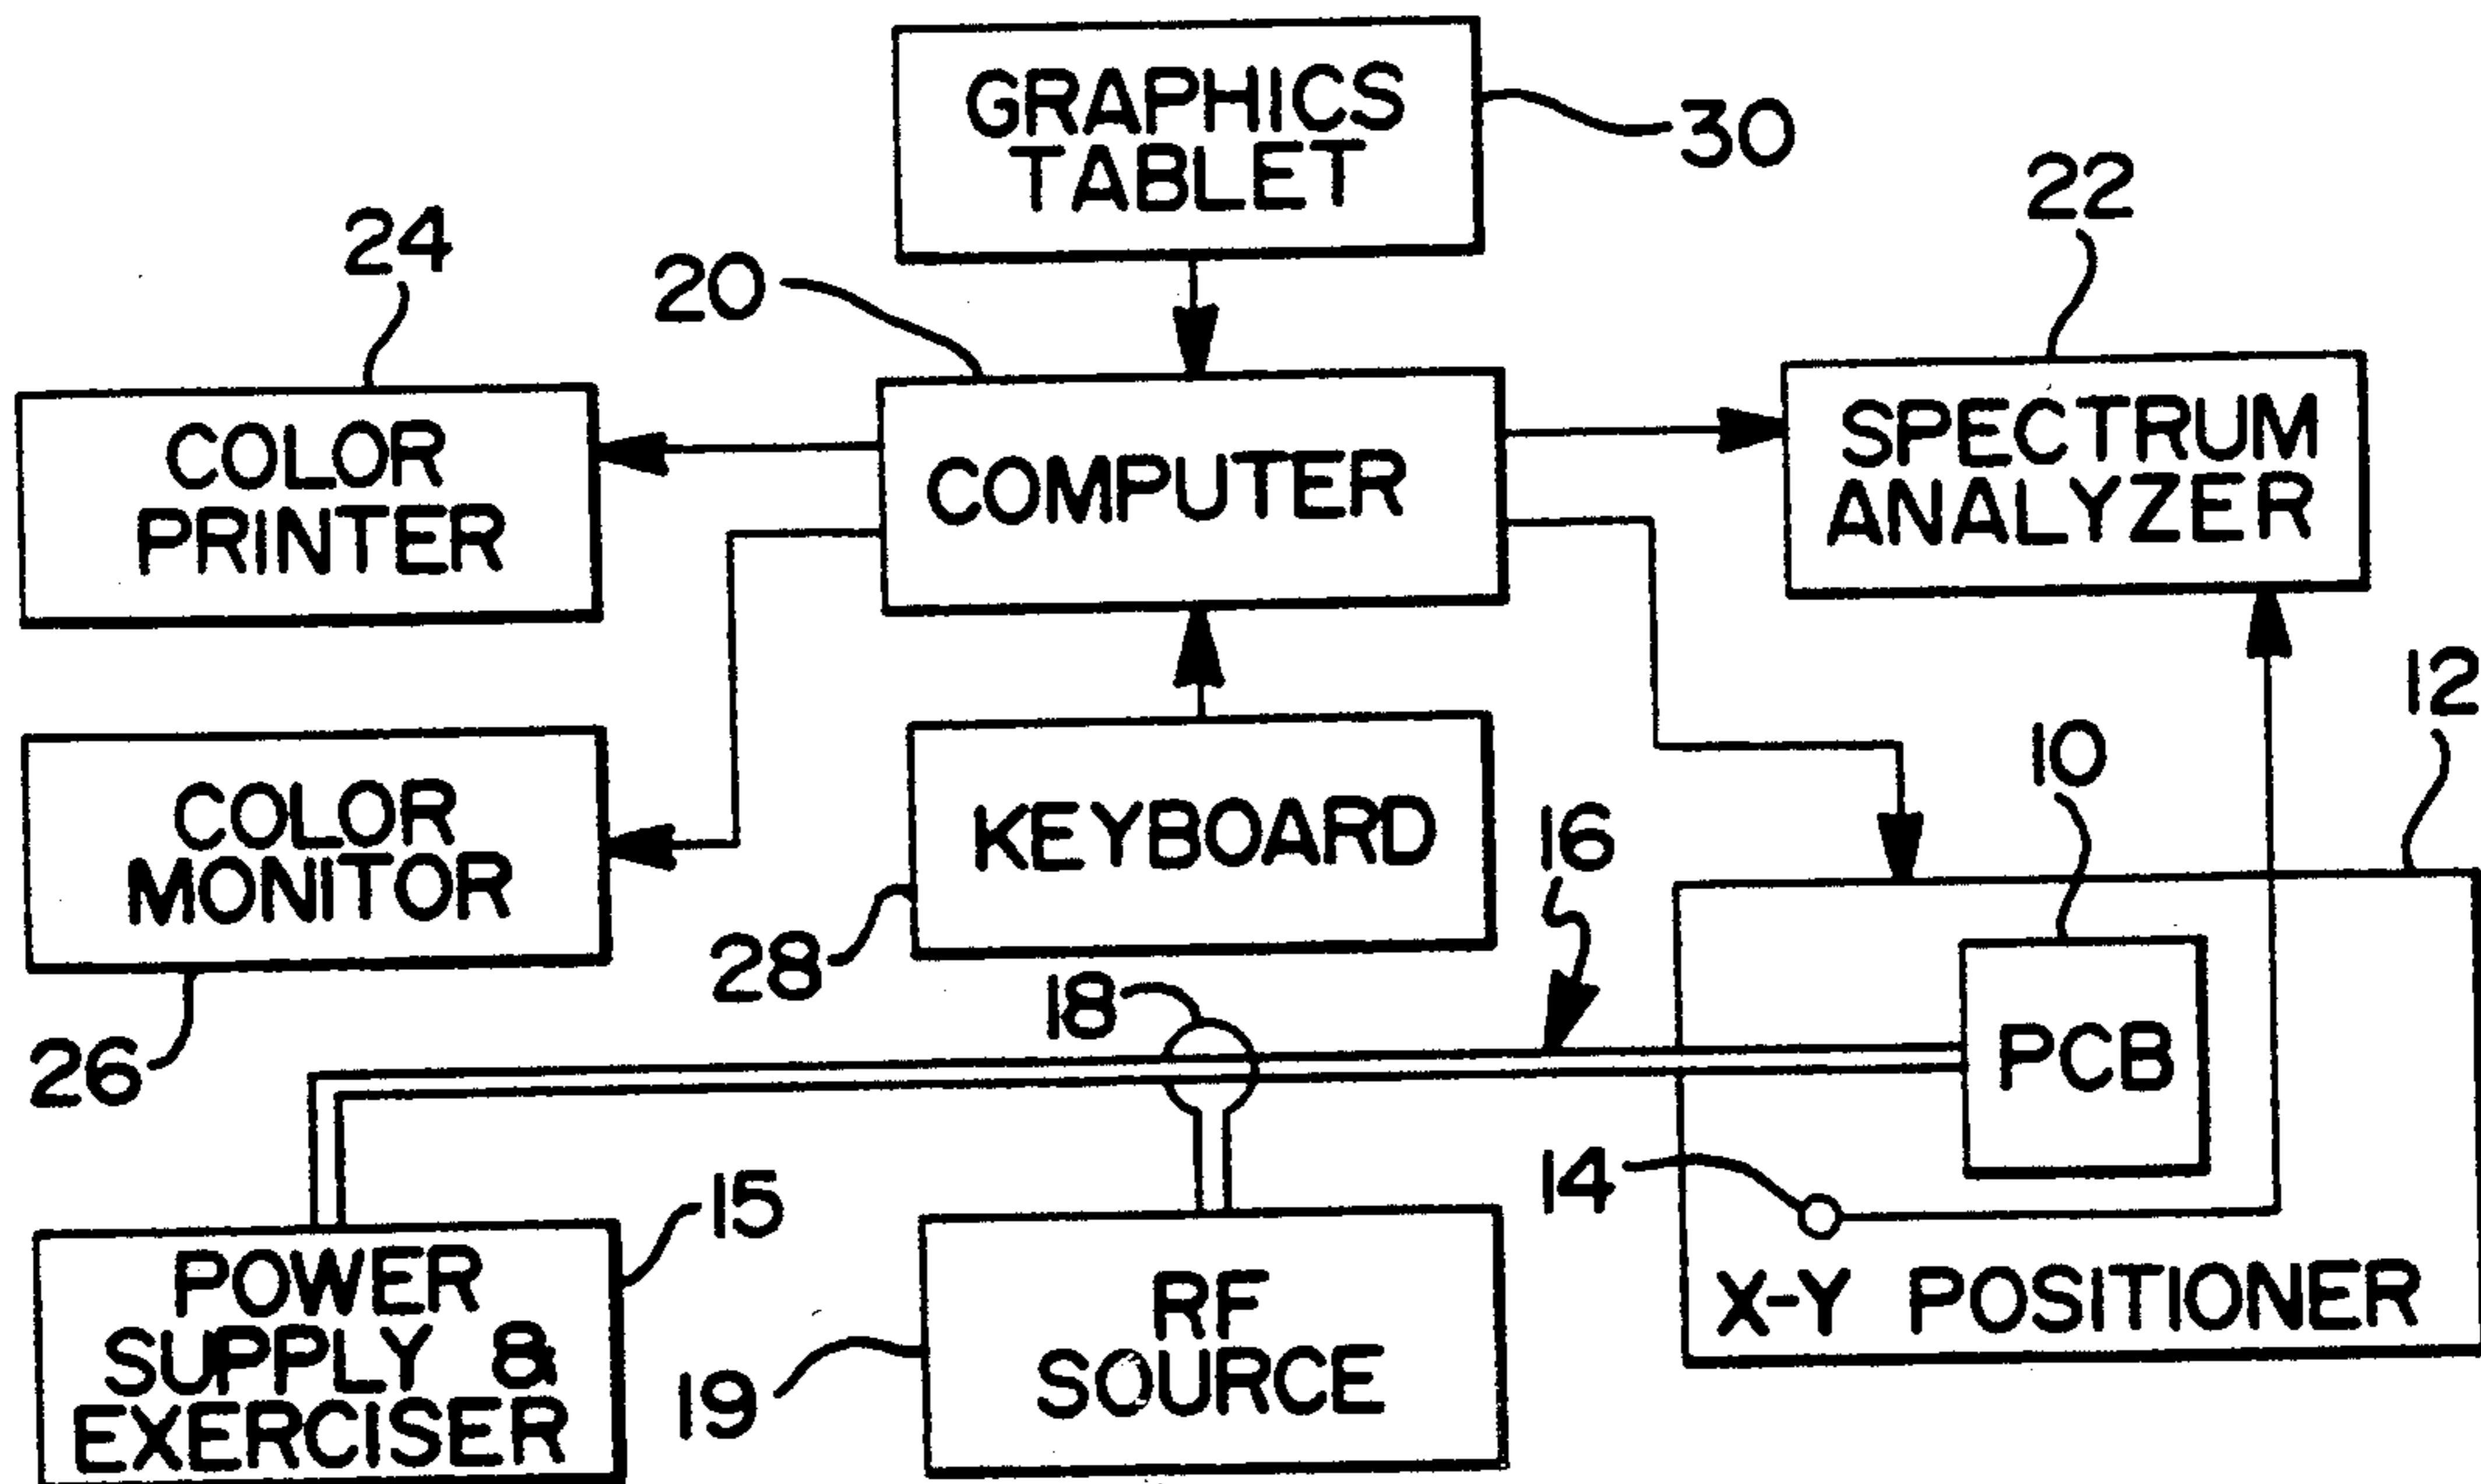 GRAPHICS
TABLET
30
22
24
20
COLOR
PRINTER
COMPUTER
SPECTRUM
ANALYZER
12
10
COLOR
MONITOR
KEYBOARD
16
28
18
26
PCB
14
15
POWER
SUPPLY &
EXERCISER
19
RF
SOURCE
X-Y POSITIONER